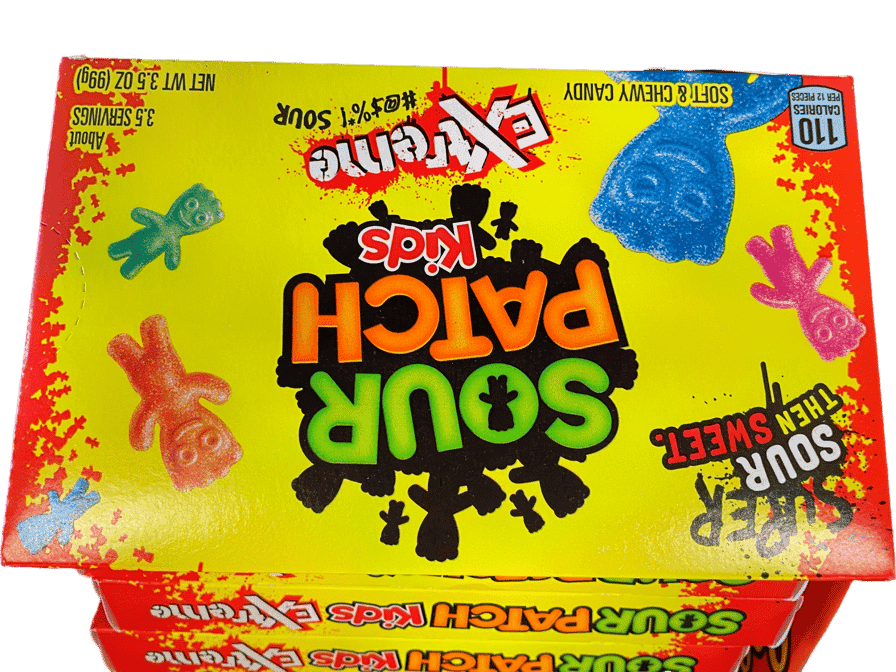 SOUR PATCH Kids EXtreme
SOUR PATCH Kids EXtreme
SUPER
SOUR
THEN SWEET.
SOUR
PATCH
Kids
EXtreme
#@$%*! SOUR
110
CALORIES
PER 12 PIECES
SOFT & CHEWY CANDY
About
3.5 SERVINGS
NET WT 3.5 OZ (99g)